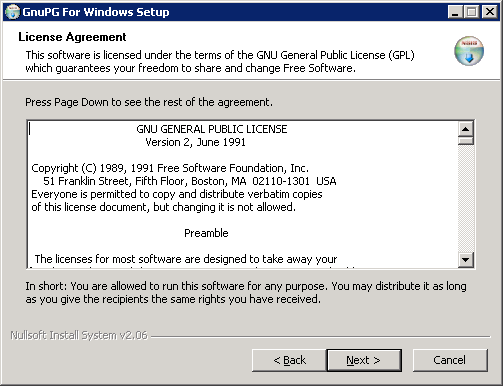 GnuPG For Windows Setup
License Agreement
This software is licensed under the terms of the GNU General Public License (GPL)
which guarantees your freedom to share and change Free Software.
Press Page Down to see the rest of the agreement.
GNU GENERAL PUBLIC LICENSE
Version 2, June 1991
Copyright (C) 1989, 1991 Free Software Foundation, Inc.
51 Franklin Street, Fifth Floor, Boston, MA 02110-1301 USA
Everyone is permitted to copy and distribute verbatim copies
of this license document, but changing it is not allowed.
Preamble
The licenses for most software are designed to take away your
In short: You are allowed to run this software for any purpose. You may distribute it as long
as you give the recipients the same rights you have received.
Nullsoft Install System v2.06
< Back
Next >
Cancel